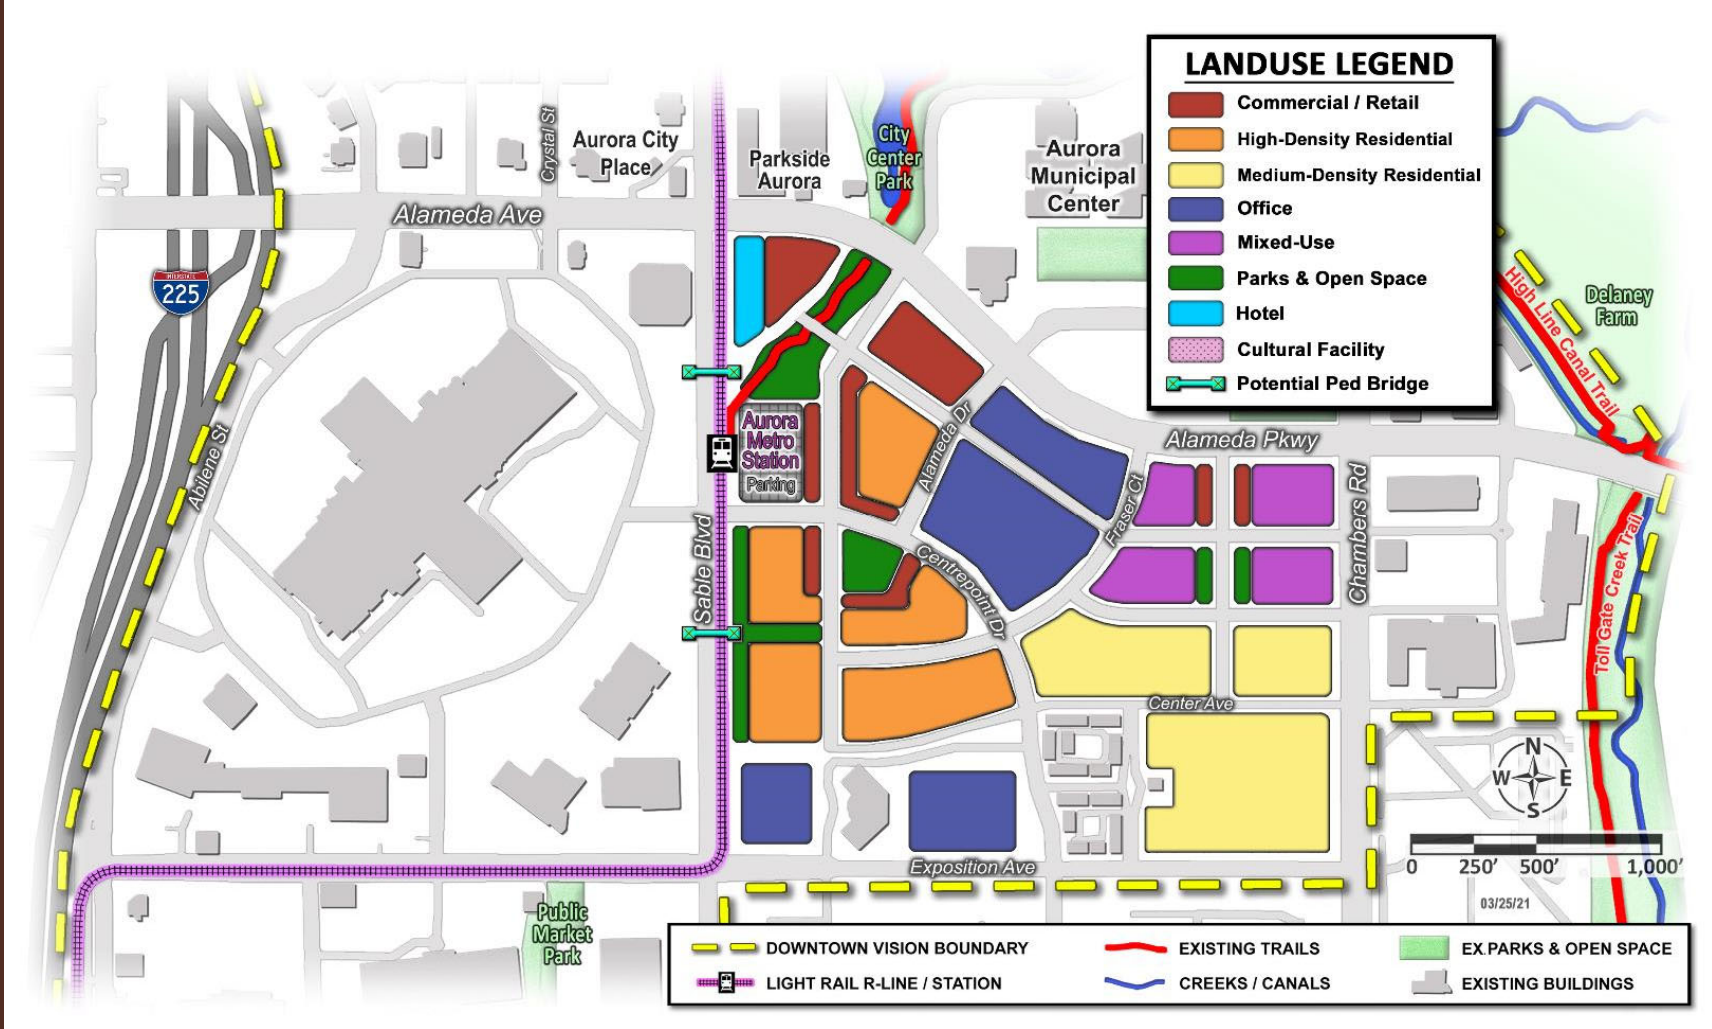 LANDUSE LEGEND
Commercial / Retail
High-Density Residential
Medium-Density Residential
Office
Mixed-Use
Parks & Open Space
Hotel
Cultural Facility
Potential Ped Bridge
Crystal St
Aurora City
Place
Parkside
Aurora
City
Center
Park
Aurora
Municipal
Center
Alameda Ave
INTERSTATE
225
High Line Canal Trail
Delaney
Farm
Abilene St
Aurora
Metro
Station
Parking
Alameda Dr
Alameda Pkwy
Fraser Ct
Chambers Rd
Sable Blvd
Centrepoint Dr
Toll Gate Creek Trail
Center Ave
N
W E
S
0 250' 500' 1,000'
Exposition Ave
03/25/21
Public
Market
Park
DOWNTOWN VISION BOUNDARY
LIGHT RAIL R-LINE / STATION
EXISTING TRAILS
CREEKS / CANALS
EX.PARKS & OPEN SPACE
EXISTING BUILDINGS